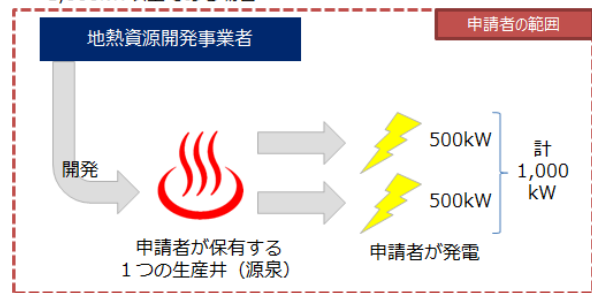 申請者の範囲
地熱資源開発事業者
開発
500kW
500kW
計
1,000
kW
申請者が保有する
１つの生産井（源泉）
申請者が発電